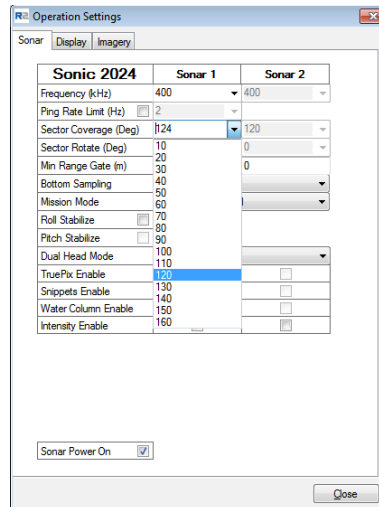 R2 Operation Settings
Sonar Display Imagery
Sonic 2024 Sonar 1 Sonar 2
Frequency (kHz) 400 400
Ping Rate Limit (Hz) 2
Sector Coverage (Deg) 124 120
Sector Rotate (Deg) 10 0
20
Min Range Gate (m) 30 0
Bottom Sampling 40
50
Mission Mode 60
Roll Stabilize 70
80
Pitch Stabilize 90
Dual Head Mode 100
110
TruePix Enable 120
Snippets Enable 130
140
Water Column Enable 150
Intensity Enable 160
Sonar Power On
Close